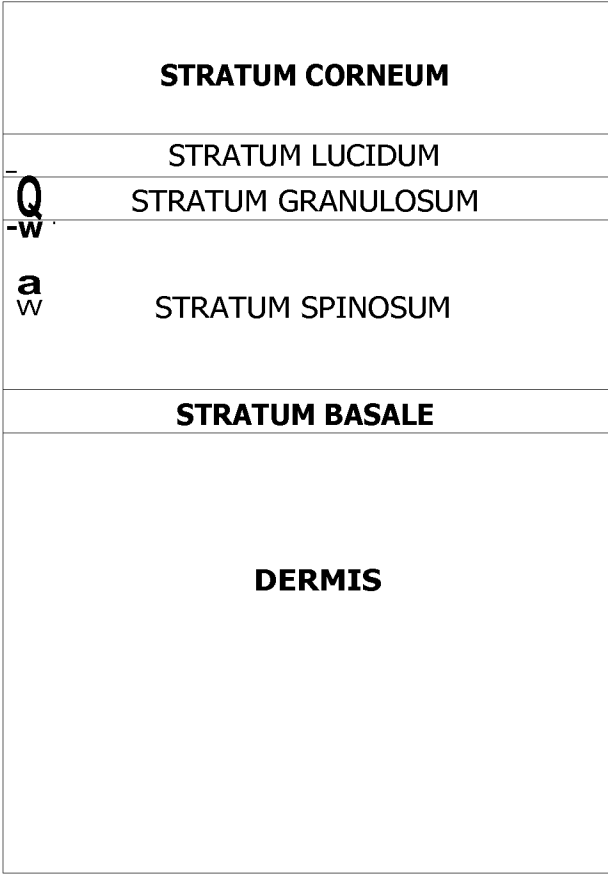 STRATUM CORNEUM
STRATUM LUCIDUM
Q
STRATUM GRANULOSUM
-w
a
w
STRATUM SPINOSUM
STRATUM BASALE
DERMIS